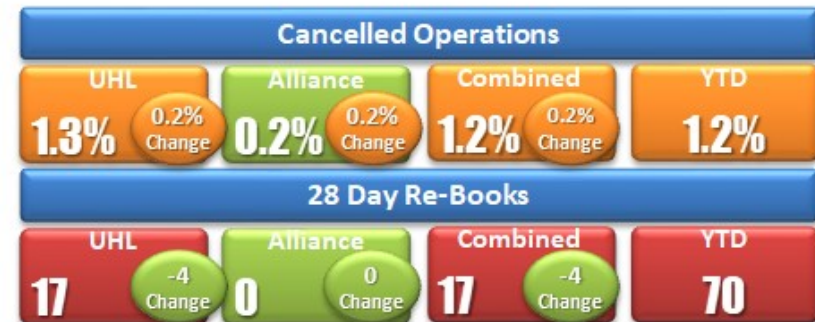 Cancelled Operations
UHL Alliance Combined YTD
1.3% 0.2% Change 0.2% 0.2% Change 1.2% 0.2% Change 1.2%
28 Day Re-Books
UHL Alliance Combined YTD
17 -4 Change 0 0 Change 17 -4 Change 70